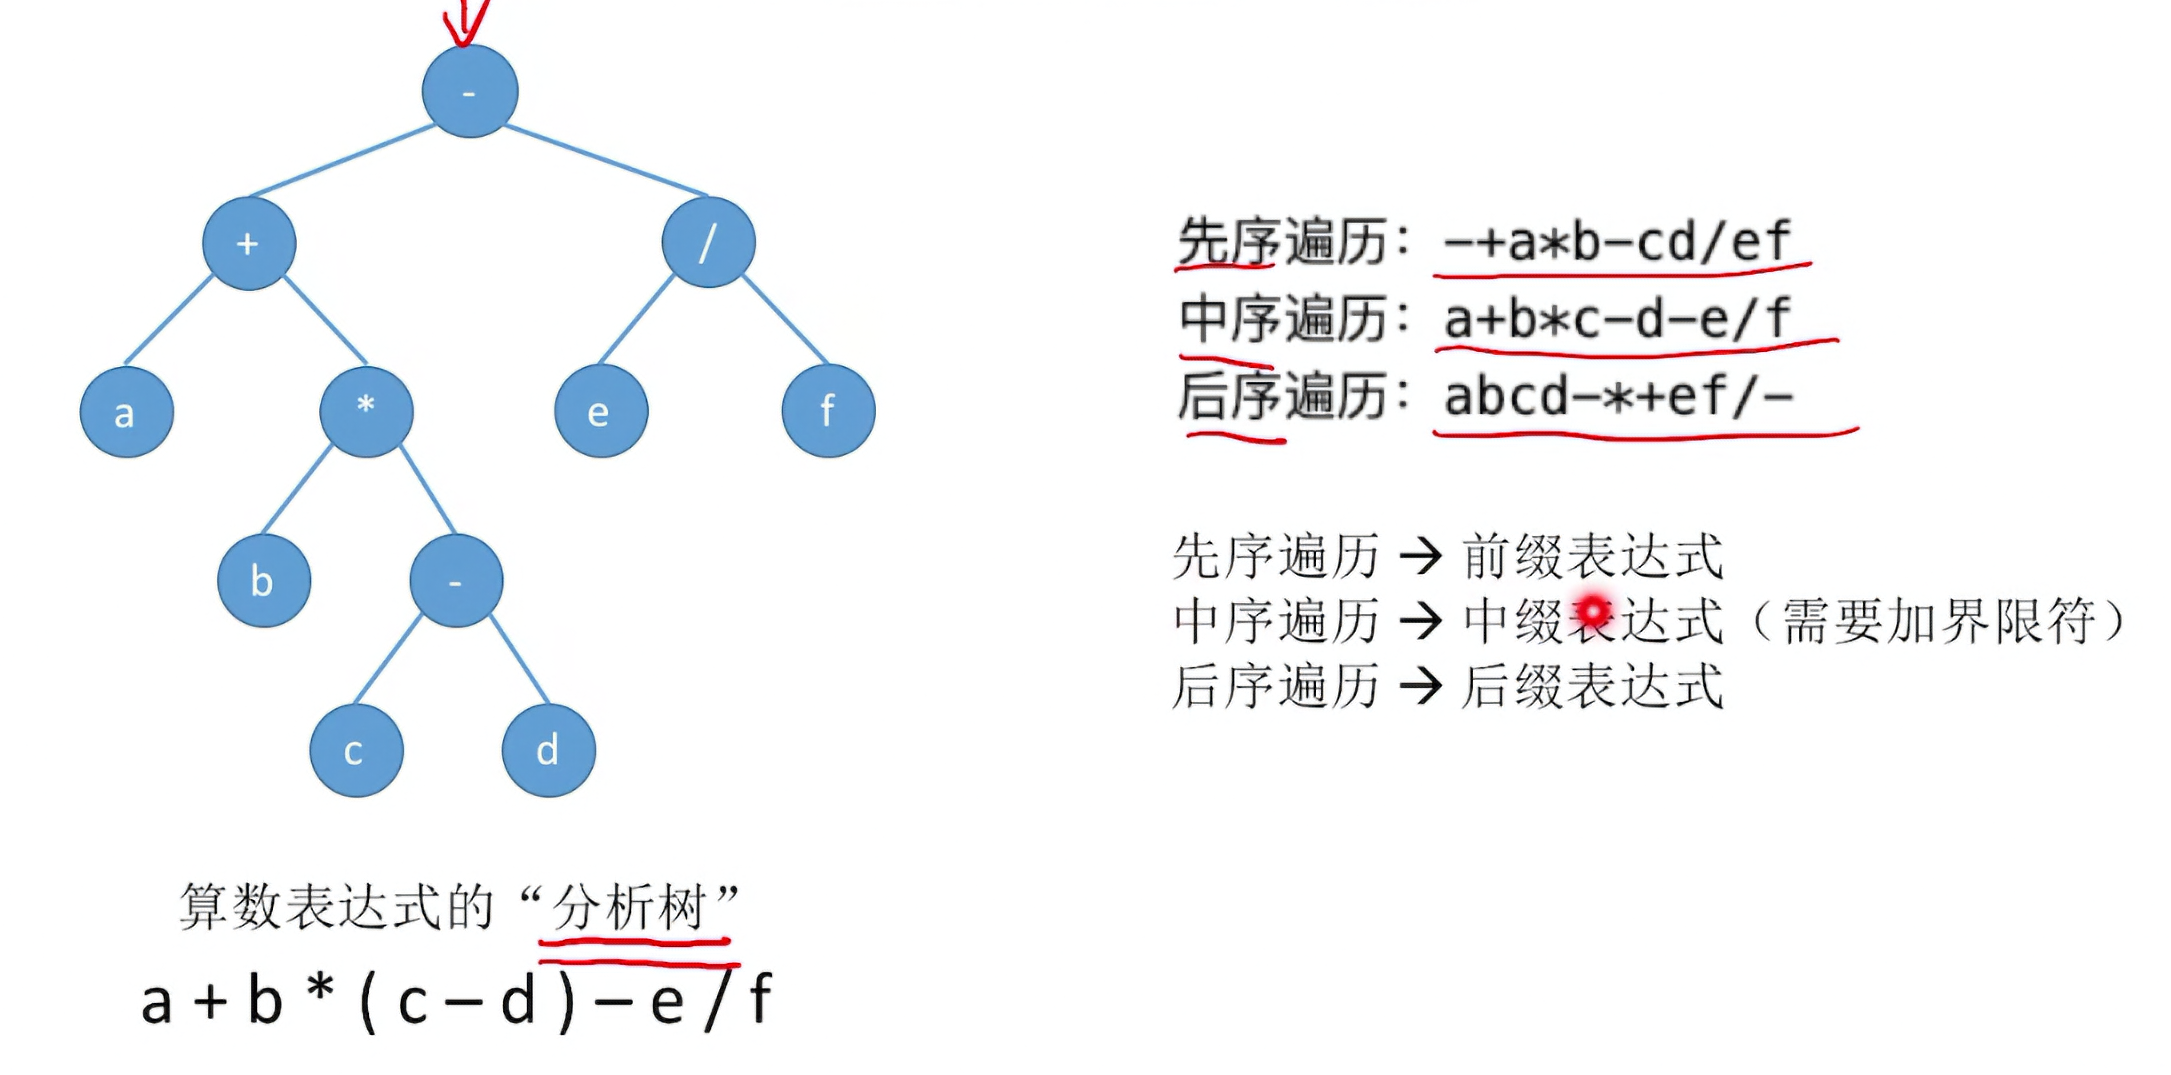 -
+
/
a
*
e
f
b
-
c
d
算数表达式的“分析树”
a+b*(c−d)−e/f
先序遍历：−+a*b−cd/ef
中序遍历：a+b*c−d−e/f
后序遍历：abcd−*+ef/−
先序遍历 → 前缀表达式
中序遍历 → 中缀表达式（需要加界限符）
后序遍历 → 后缀表达式